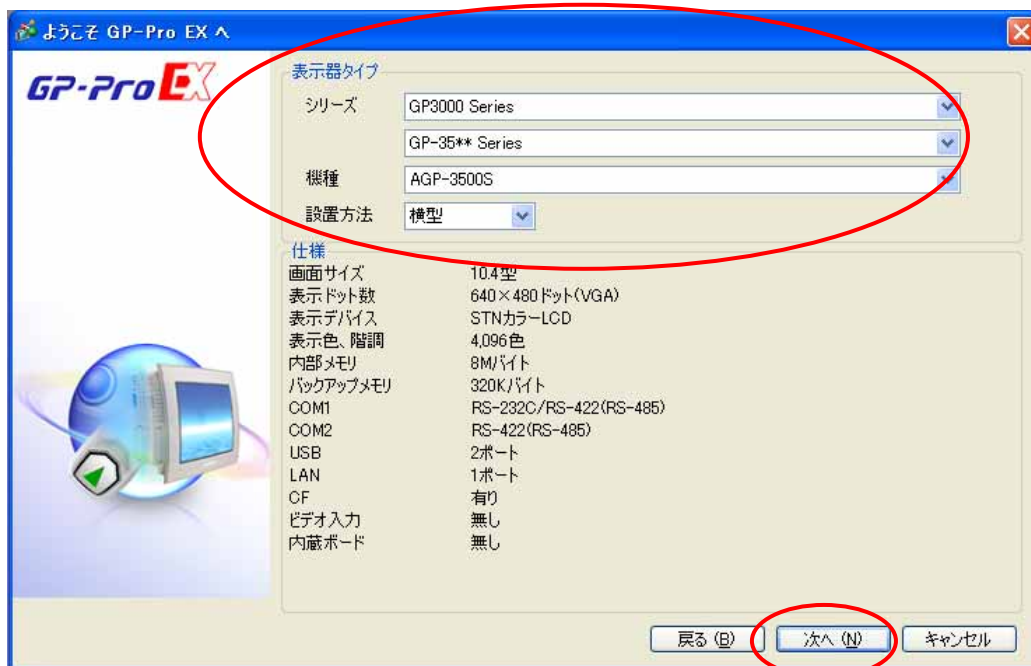 ようこそ GP-Pro EX へ
GP-Pro EX
表示器タイプ
シリーズ GP3000 Series
GP-35** Series
機種 AGP-3500S
設置方法 横型
仕様
画面サイズ 10.4型
表示ドット数 640×480ドット(VGA)
表示デバイス STNカラーLCD
表示色、階調 4,096色
内部メモリ 8Mバイト
バックアップメモリ 320Kバイト
COM1 RS-232C/RS-422(RS-485)
COM2 RS-422(RS-485)
USB 2ポート
LAN 1ポート
CF 有り
ビデオ入力 無し
内蔵ボード 無し
戻る (B) 次へ (N) キャンセル